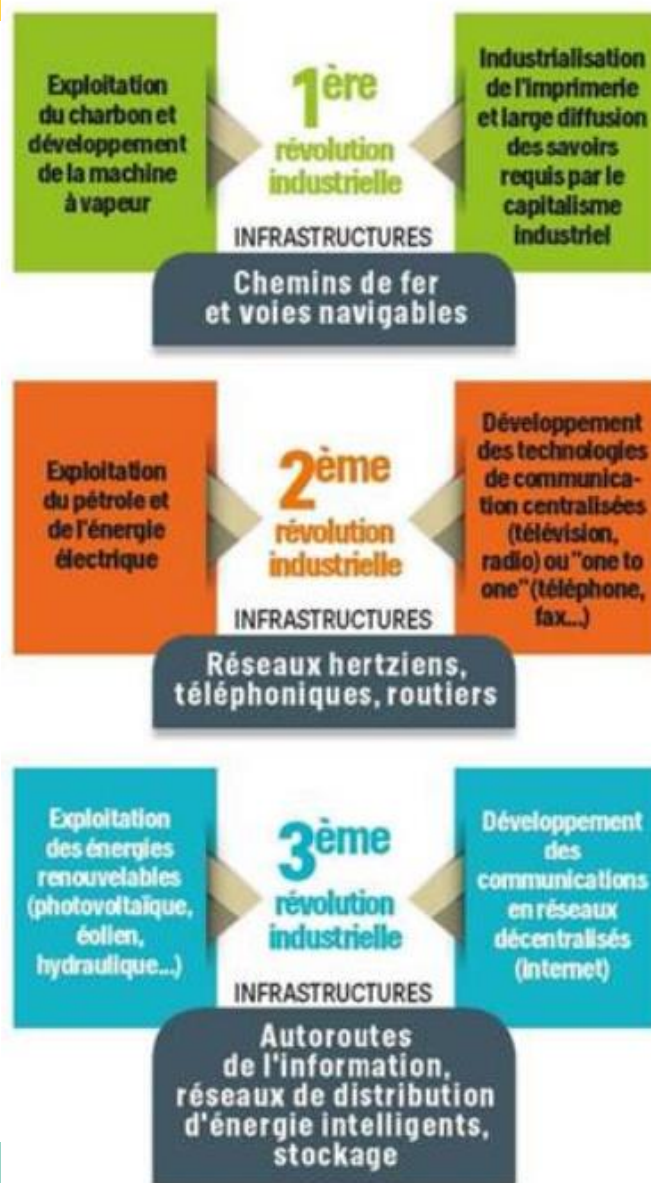 Exploitation
du charbon et
développement
de la machine
à vapeur
1ère
révolution
industrielle
Industrialisation
de l'imprimerie
et large diffusion
des savoirs
requis par le
capitalisme
industriel
INFRASTRUCTURES
Chemins de fer
et voies navigables
Exploitation
du pétrole et
de l'énergie
électrique
2ème
révolution
industrielle
Développement
des technologies
de communica-
tion centralisées
(télévision,
radio) ou "one to
one" (téléphone,
fax...)
INFRASTRUCTURES
Réseaux hertziens,
téléphoniques, routiers
Exploitation
des énergies
renouvelables
(photovoltaïque,
éolien,
hydraulique...)
3ème
révolution
industrielle
Développement
des
communications
en réseaux
décentralisés
(internet)
INFRASTRUCTURES
Autoroutes
de l'information,
réseaux de distribution
d'énergie intelligents,
stockage